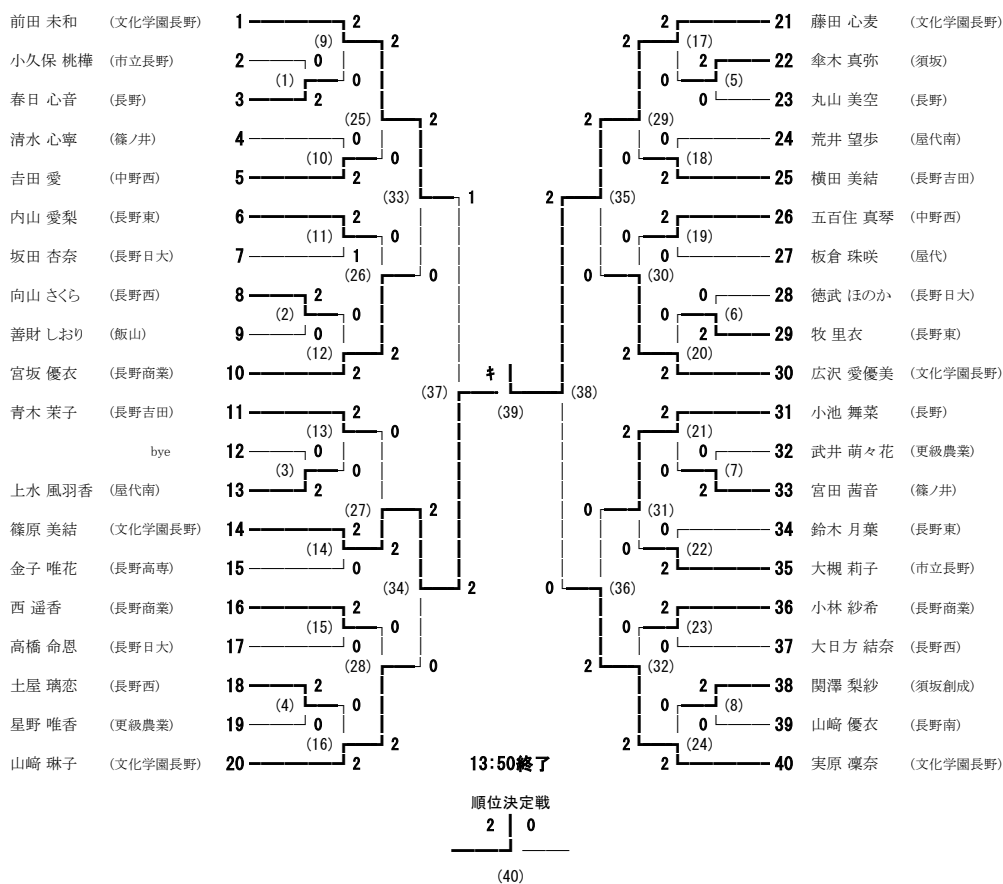 前田 未和 (文化学園長野) 1 2
(9) 2
小久保 桃樺 (市立長野) 2 0
(1) 0
春日 心音 (長野) 3 2
(25) 2
清水 心寧 (篠ノ井) 4 0
(10) 0
吉田 愛 (中野西) 5 2
(33) 1
内山 愛梨 (長野東) 6 2
(11) 0
坂田 杏奈 (長野日大) 7 1
(26) 0
向山 さくら (長野西) 8 2
(2) 0
善財 しおり (飯山) 9 0
(12) 2
宮坂 優衣 (長野商業) 10 2
(37) キ
青木 茉子 (長野吉田) 11 2
(13) 0
bye 12 0
(3) 0
上水 風羽香 (屋代南) 13 2
(27) 2
篠原 美結 (文化学園長野) 14 2
(14) 2
金子 唯花 (長野高専) 15 0
(34) 2
西 遥香 (長野商業) 16 2
(15) 0
高橋 命恩 (長野日大) 17 0
(28) 0
土屋 璃恋 (長野西) 18 2
(4) 0
星野 唯香 (更級農業) 19 0
(16) 2
山﨑 琳子 (文化学園長野) 20 2
2 21 藤田 心麦 (文化学園長野)
2 (17)
2 22 傘木 真弥 (須坂)
0 (5)
0 23 丸山 美空 (長野)
2 (29)
0 24 荒井 望歩 (屋代南)
0 (18)
2 25 横田 美結 (長野吉田)
2 (35)
2 26 五百住 真琴 (中野西)
0 (19)
0 27 板倉 珠咲 (屋代)
0 (30)
0 28 徳武 ほのか (長野日大)
0 (6)
2 29 牧 里衣 (長野東)
2 (20)
2 30 広沢 愛優美 (文化学園長野)
(39) (38)
2 31 小池 舞菜 (長野)
2 (21)
0 32 武井 萌々花 (更級農業)
0 (7)
2 33 宮田 茜音 (篠ノ井)
0 (31)
0 34 鈴木 月葉 (長野東)
0 (22)
2 35 大槻 莉子 (市立長野)
0 (36)
2 36 小林 紗希 (長野商業)
0 (23)
0 37 大日方 結奈 (長野西)
2 (32)
2 38 関澤 梨紗 (須坂創成)
0 (8)
0 39 山﨑 優衣 (長野南)
2 (24)
2 40 実原 凜奈 (文化学園長野)
13:50終了
順位決定戦
2 0
(40)